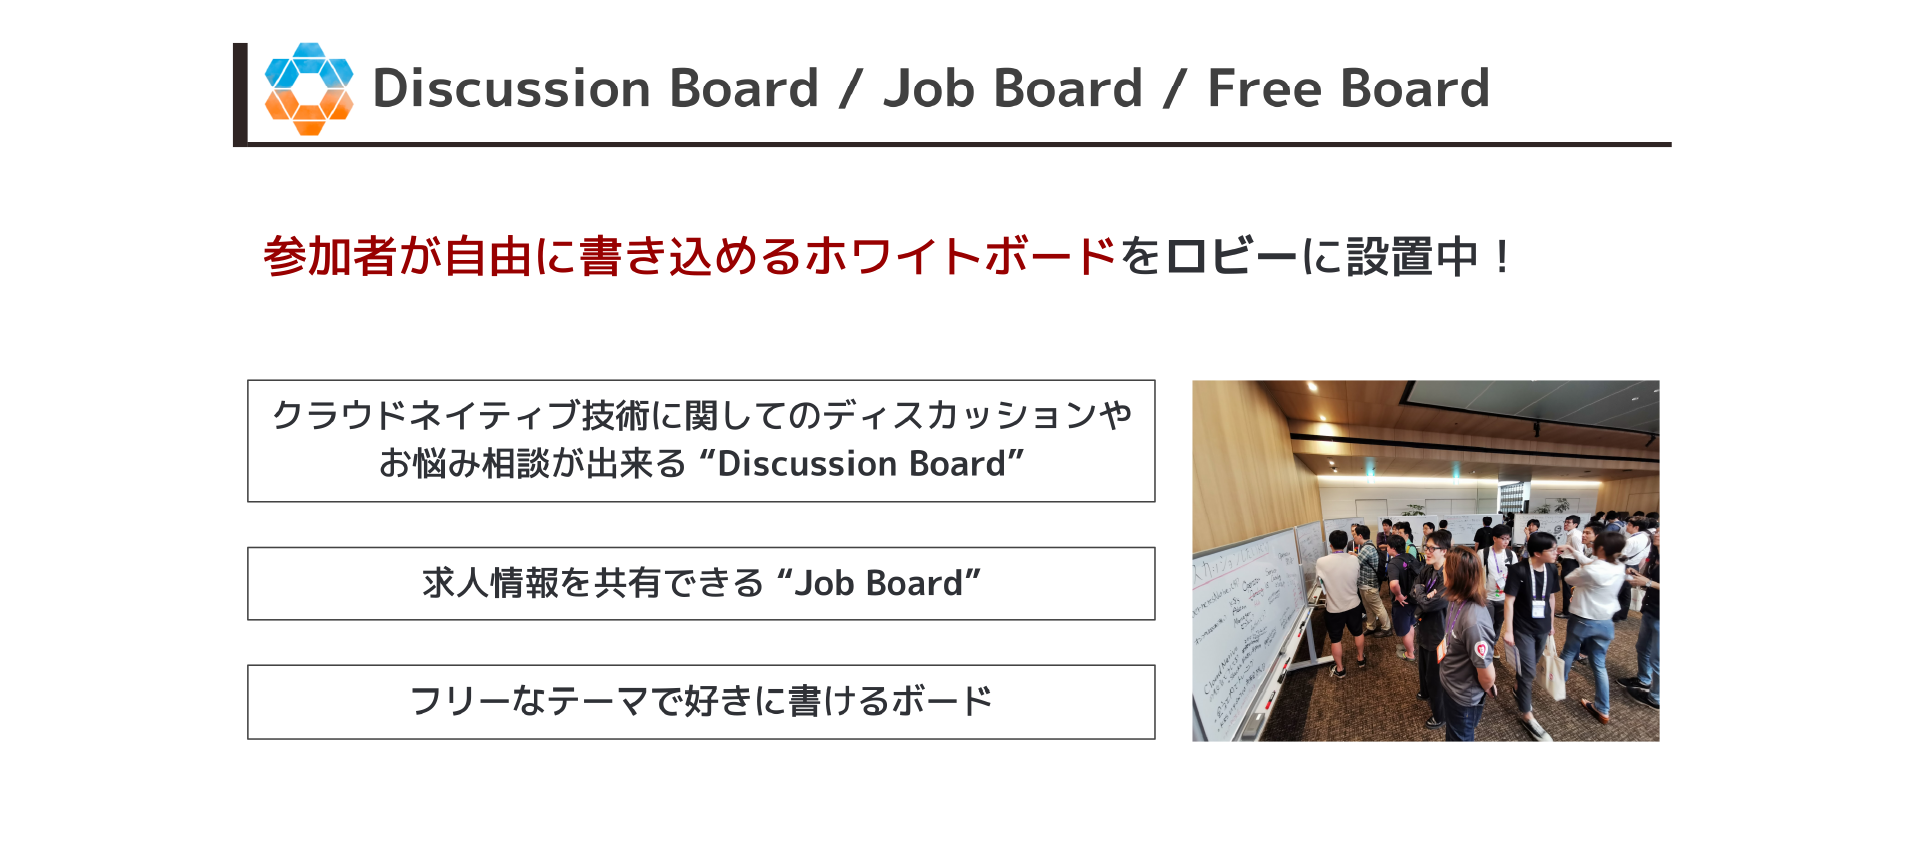 Discussion Board / Job Board / Free Board
参加者が自由に書き込めるホワイトボードをロビーに設置中！
クラウドネイティブ技術に関してのディスカッションや
お悩み相談が出来る “Discussion Board”
求人情報を共有できる “Job Board”
フリーなテーマで好きに書けるボード